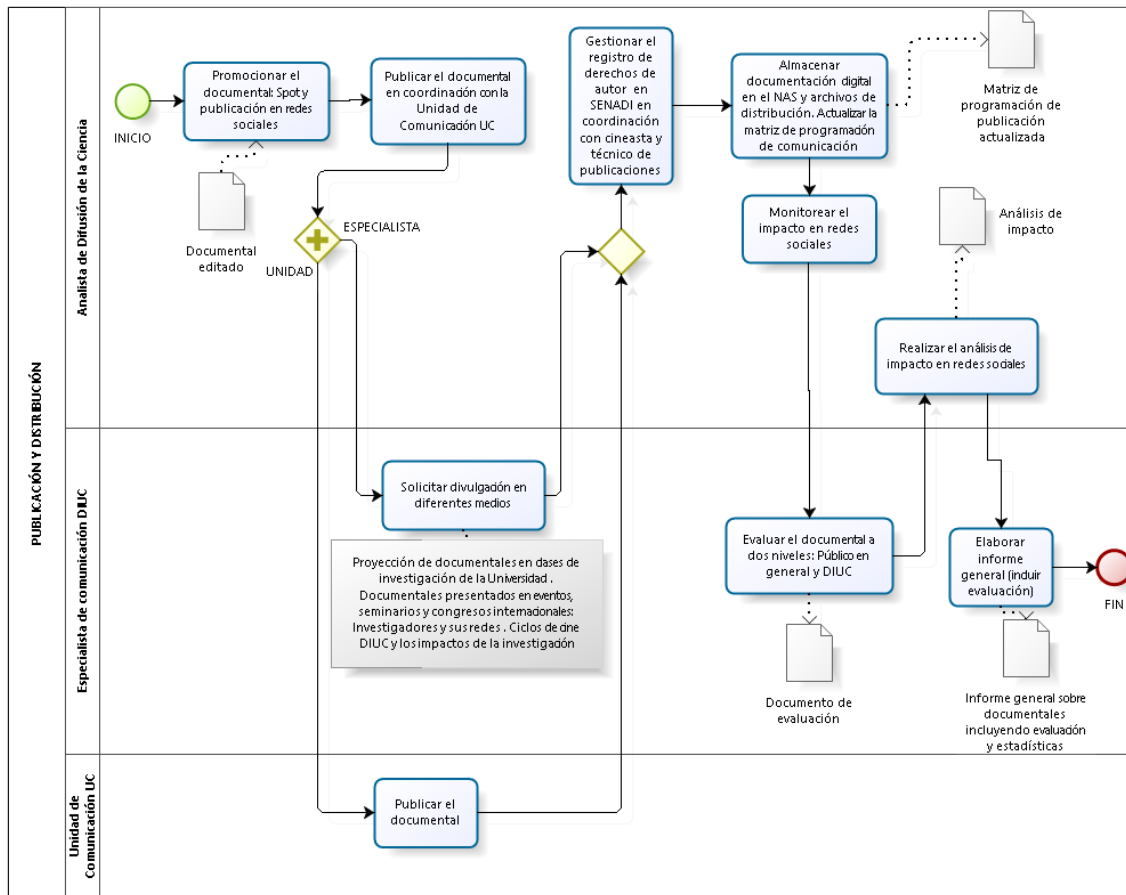 PUBLICACIÓN Y DISTRIBUCIÓN
Analista de Difusión de la Ciencia
INICIO
Promocionar el
documental: Spot y
publicación en redes
sociales
Documental
editado
Publicar el documental
en coordinación con la
Unidad de
Comunicación UC
ESPECIALISTA
UNIDAD
Gestionar el
registro de
derechos de
autor en
SENADI en
coordinación
con cineasta y
técnico de
publicaciones
Almacenar
documentación digital
en el NAS y archivos de
distribución. Actualizar la
matriz de programación
de comunicación
Matriz de
programación de
publicación
actualizada
Monitorear el
impacto en redes
sociales
Análisis de
impacto
Realizar el análisis de
impacto en redes sociales
Especialista de comunicación DIUC
Solicitar divulgación en
diferentes medios
Proyección de documentales en clases de
investigación de la Universidad .
Documentales presentados en eventos,
seminarios y congresos internacionales:
Investigadores y sus redes . Ciclos de cine
DIUC y los impactos de la investigación
Evaluar el documental a
dos niveles: Público en
general y DIUC
Documento de
evaluación
Elaborar
informe
general (incluir
evaluación)
FIN
Informe general sobre
documentales
incluyendo evaluación
y estadísticas
Unidad de
Comunicación UC
Publicar el
documental